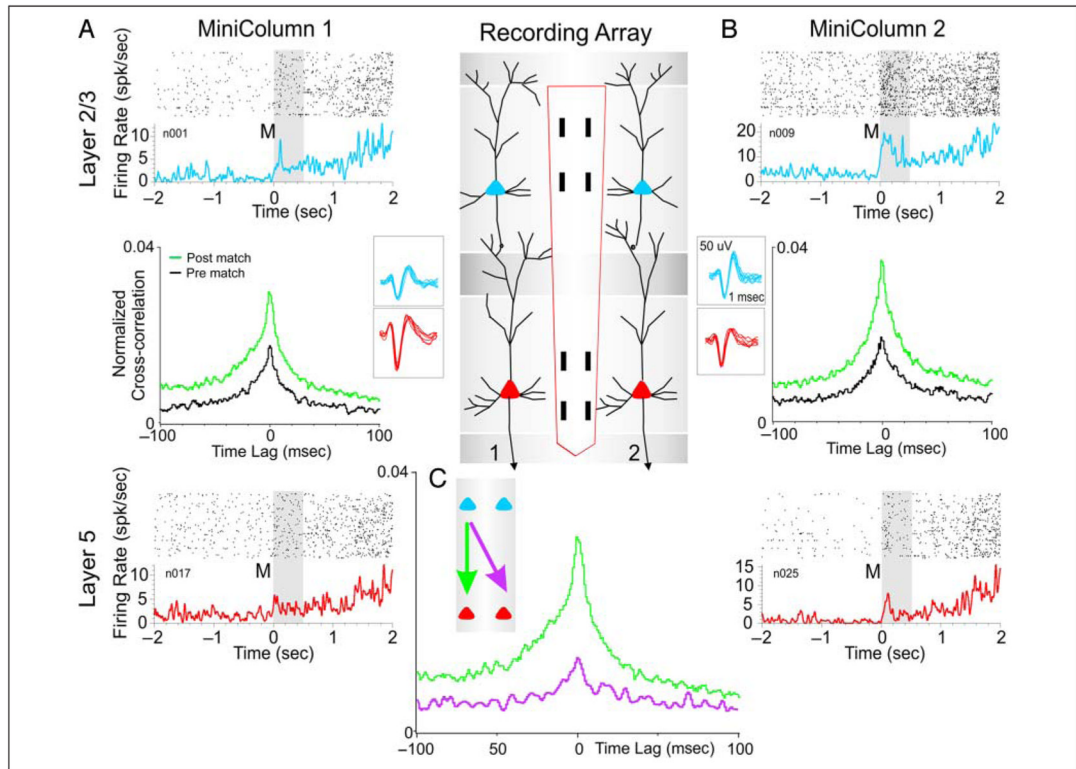 A
MiniColumn 1
Layer 2/3
Firing Rate (spk/sec)
10
5
0
n001
M
–2
–1
0
1
2
Time (sec)
Recording Array
1
2
B
MiniColumn 2
20
10
0
n009
M
–2
–1
0
1
2
Time (sec)
0.04
Post match
Pre match
Normalized
Cross-correlation
0
–100
0
100
Time Lag (msec)
50 uV
1 msec
0.04
0
–100
0
100
Time Lag (msec)
Layer 5
Firing Rate (spk/sec)
10
5
0
n017
M
–2
–1
0
1
2
Time (sec)
C
0.04
0
–100
50
0
Time Lag (msec)
100
15
10
5
0
n025
M
–2
–1
0
1
2
Time (sec)